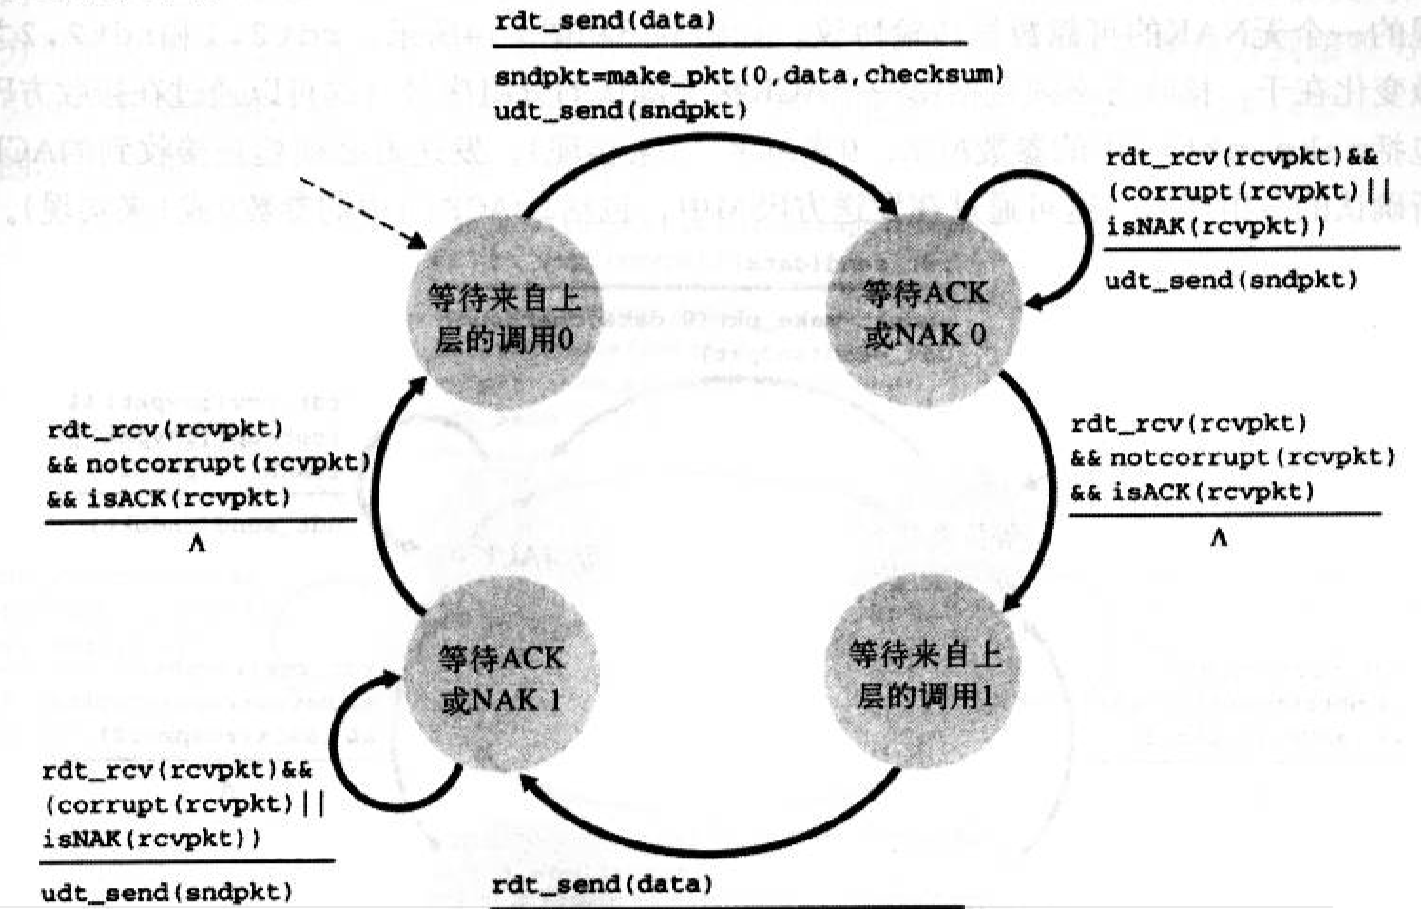 rdt_send(data)
sndpkt=make_pkt(0,data,checksum)
udt_send(sndpkt)
rdt_rcv(rcvpkt)&&
(corrupt(rcvpkt)||
isNAK(rcvpkt))
udt_send(sndpkt)
等待来自上
层的调用0
等待ACK
或NAK 0
rdt_rcv(rcvpkt)
&& notcorrupt(rcvpkt)
&& isACK(rcvpkt)
Λ
rdt_rcv(rcvpkt)
&& notcorrupt(rcvpkt)
&& isACK(rcvpkt)
Λ
等待ACK
或NAK 1
等待来自上
层的调用1
rdt_rcv(rcvpkt)&&
(corrupt(rcvpkt)||
isNAK(rcvpkt))
udt_send(sndpkt)
rdt_send(data)